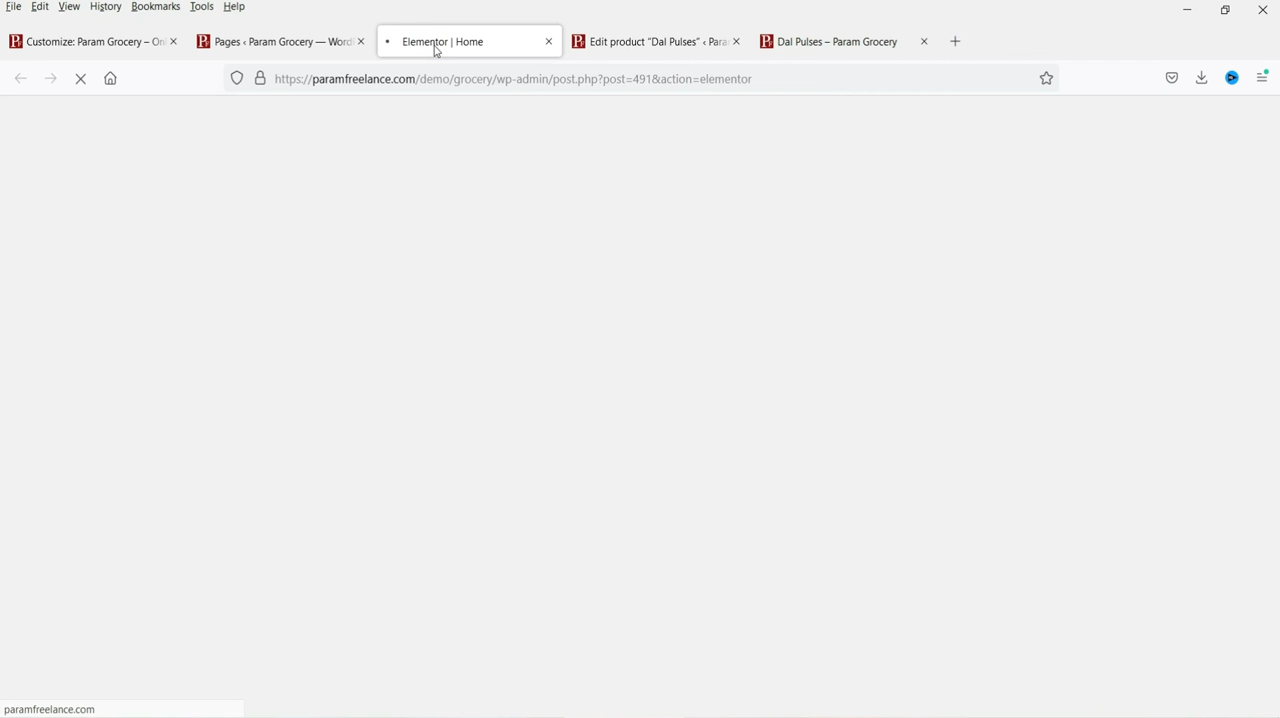 File Edit View History Bookmarks Tools Help
Customize: Param Grocery – Onl
Pages ‹ Param Grocery — Word
Elementor | Home
Edit product “Dal Pulses” ‹ Para
Dal Pulses – Param Grocery
https://paramfreelance.com/demo/grocery/wp-admin/post.php?post=491&action=elementor
paramfreelance.com